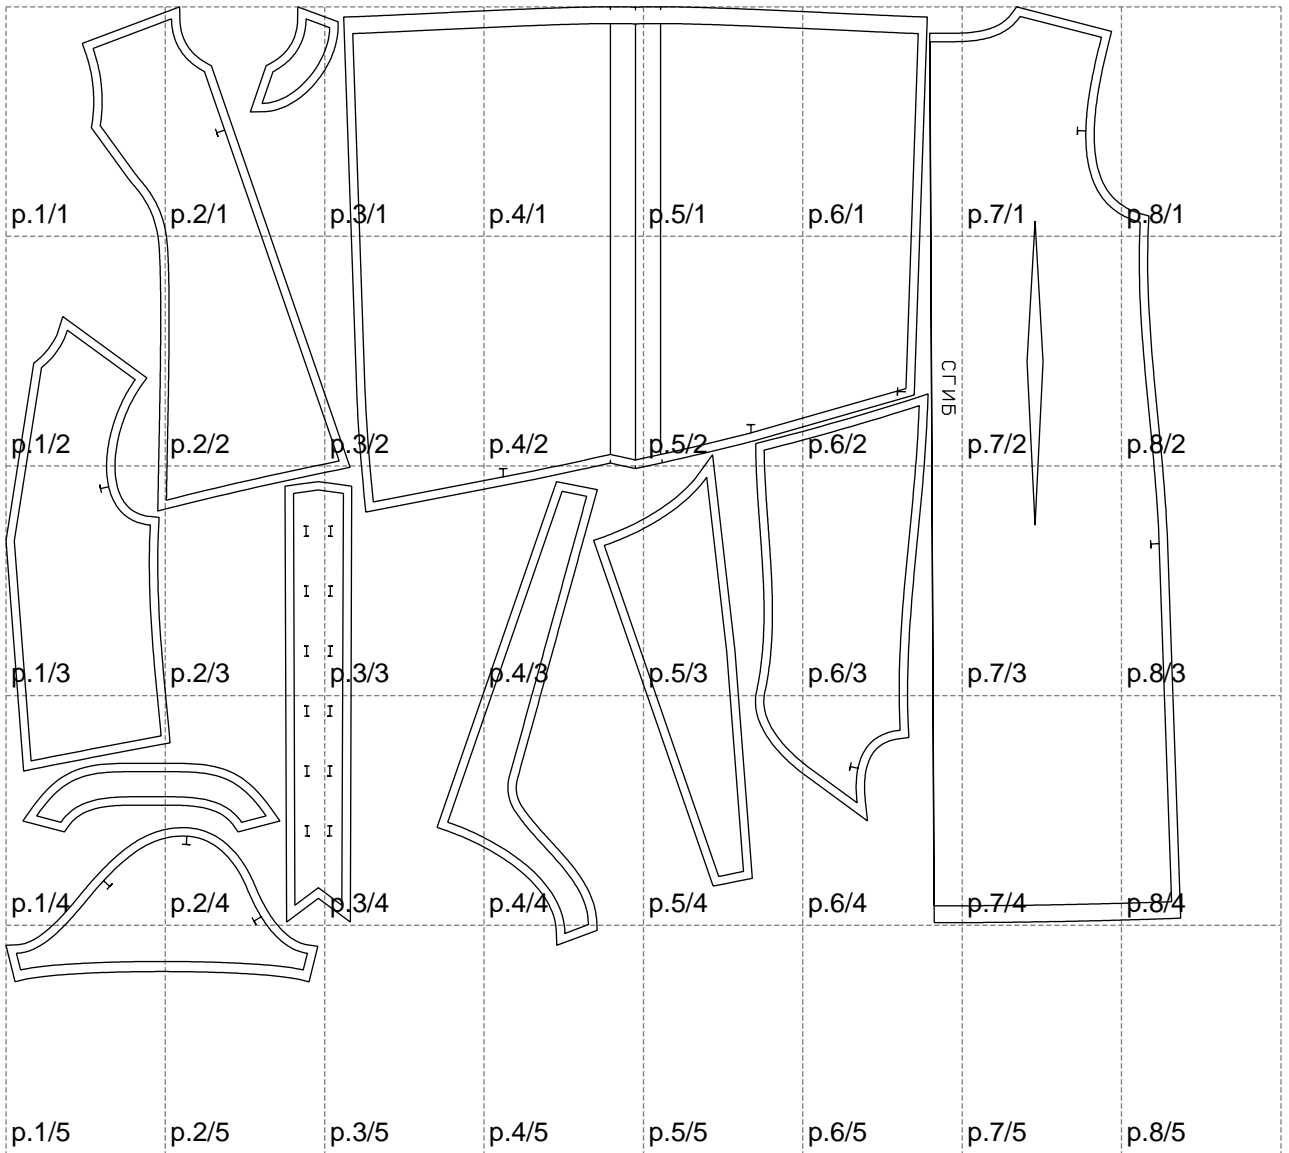 p.1/1 p.2/1 p.3/1 p.4/1 p.5/1 p.6/1 p.7/1 p.8/1
СГИБ
p.1/2 p.2/2 p.3/2 p.4/2 p.5/2 p.6/2 p.7/2 p.8/2
p.1/3 p.2/3 p.3/3 p.4/3 p.5/3 p.6/3 p.7/3 p.8/3
p.1/4 p.2/4 p.3/4 p.4/4 p.5/4 p.6/4 p.7/4 p.8/4
p.1/5 p.2/5 p.3/5 p.4/5 p.5/5 p.6/5 p.7/5 p.8/5